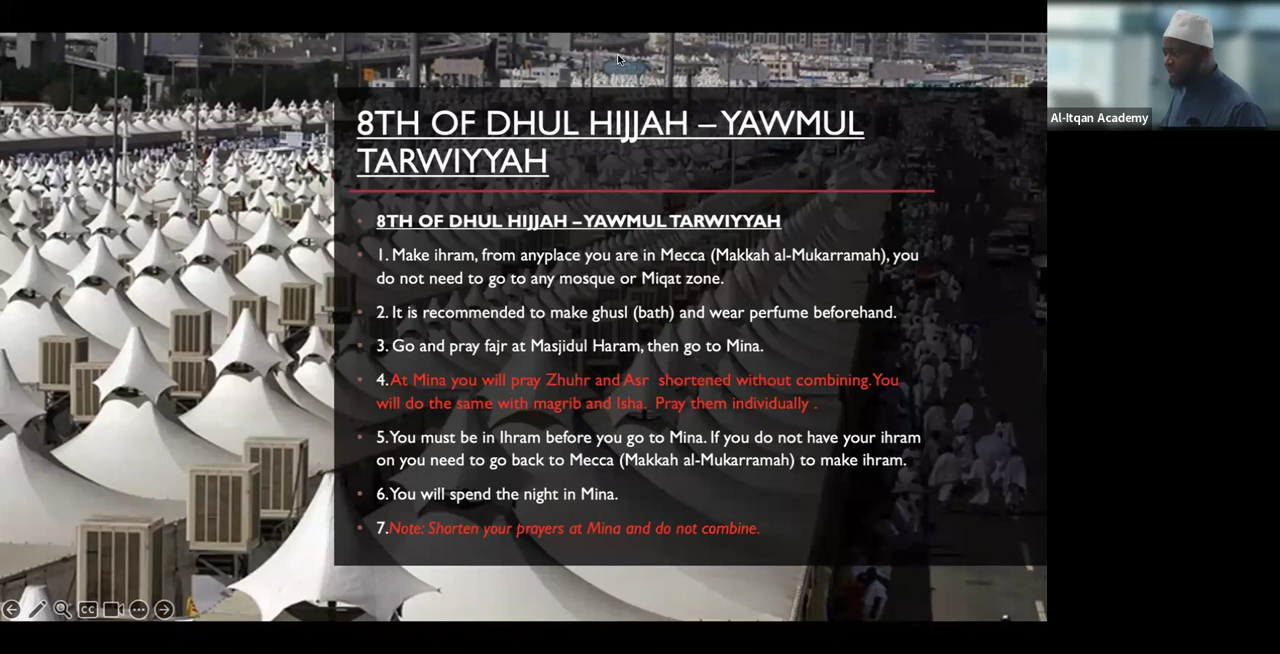 8TH OF DHUL HIJJAH – YAWMUL
TARWIYYAH
8TH OF DHUL HIJJAH – YAWMUL TARWIYYAH
1. Make ihram, from anyplace you are in Mecca (Makkah al-Mukarramah), you
do not need to go to any mosque or Miqat zone.
2. It is recommended to make ghusl (bath) and wear perfume beforehand.
3. Go and pray fajr at Masjidul Haram, then go to Mina.
4. At Mina you will pray Zhuhr and Asr shortened without combining. You
will do the same with magrib and Isha. Pray them individually .
5. You must be in Ihram before you go to Mina. If you do not have your ihram
on you need to go back to Mecca (Makkah al-Mukarramah) to make ihram.
6. You will spend the night in Mina.
7. Note: Shorten your prayers at Mina and do not combine.
Al-Itqan Academy
CC